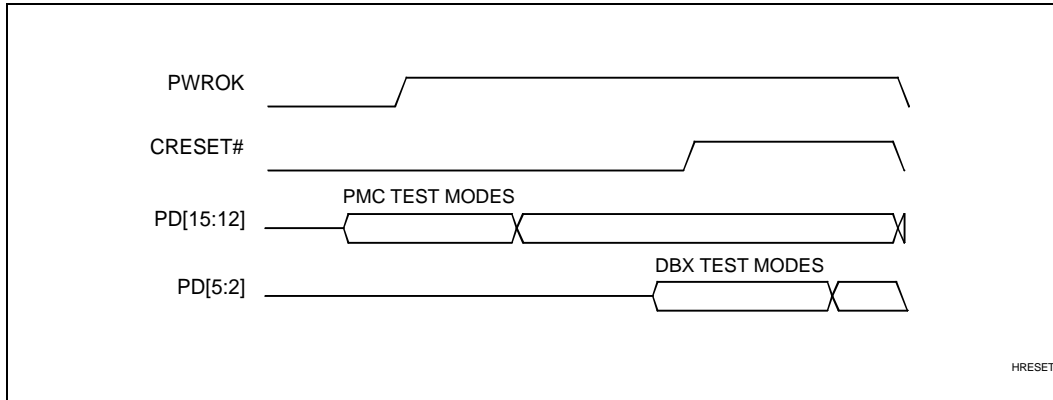 PWROK
CRESET#
PMC TEST MODES
PD[15:12]
DBX TEST MODES
PD[5:2]
HRESET